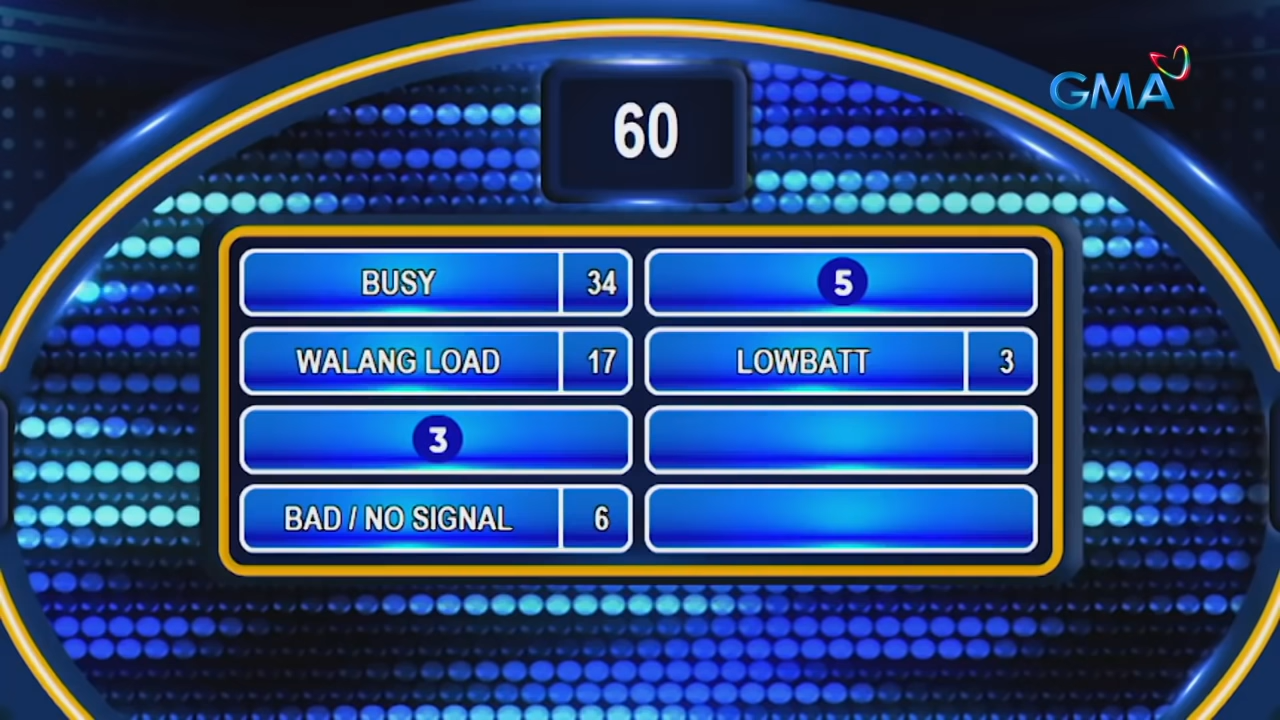 GMA
60
BUSY 34
WALANG LOAD 17
3
BAD / NO SIGNAL 6
5
LOWBATT 3